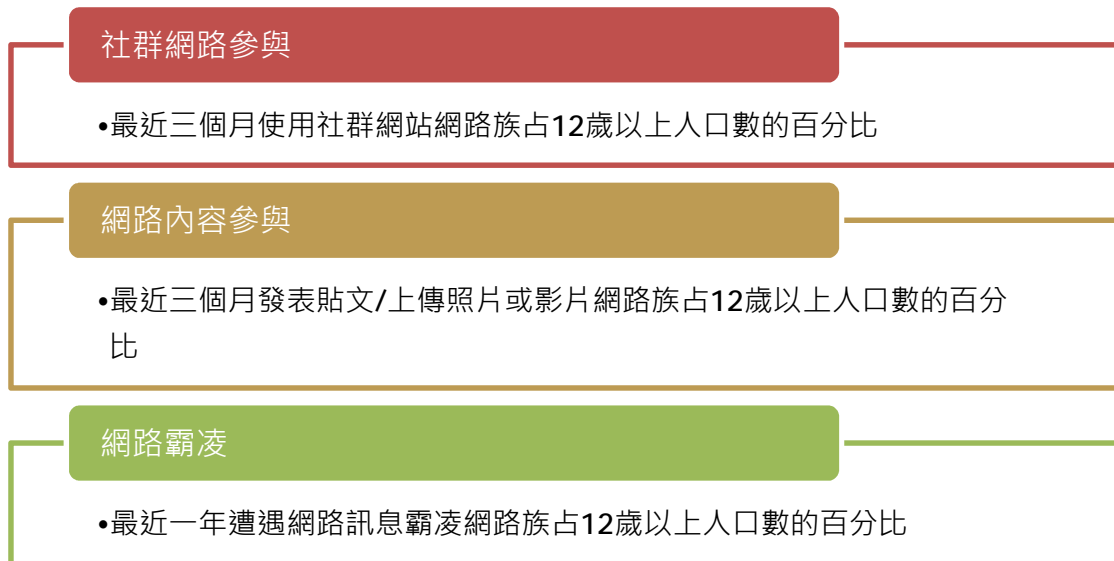 社群網路參與
•最近三個月使用社群網站網路族占12歲以上人口數的百分比
網路內容參與
•最近三個月發表貼文/上傳照片或影片網路族占12歲以上人口數的百分
比
網路霸凌
•最近一年遭遇網路訊息霸凌網路族占12歲以上人口數的百分比